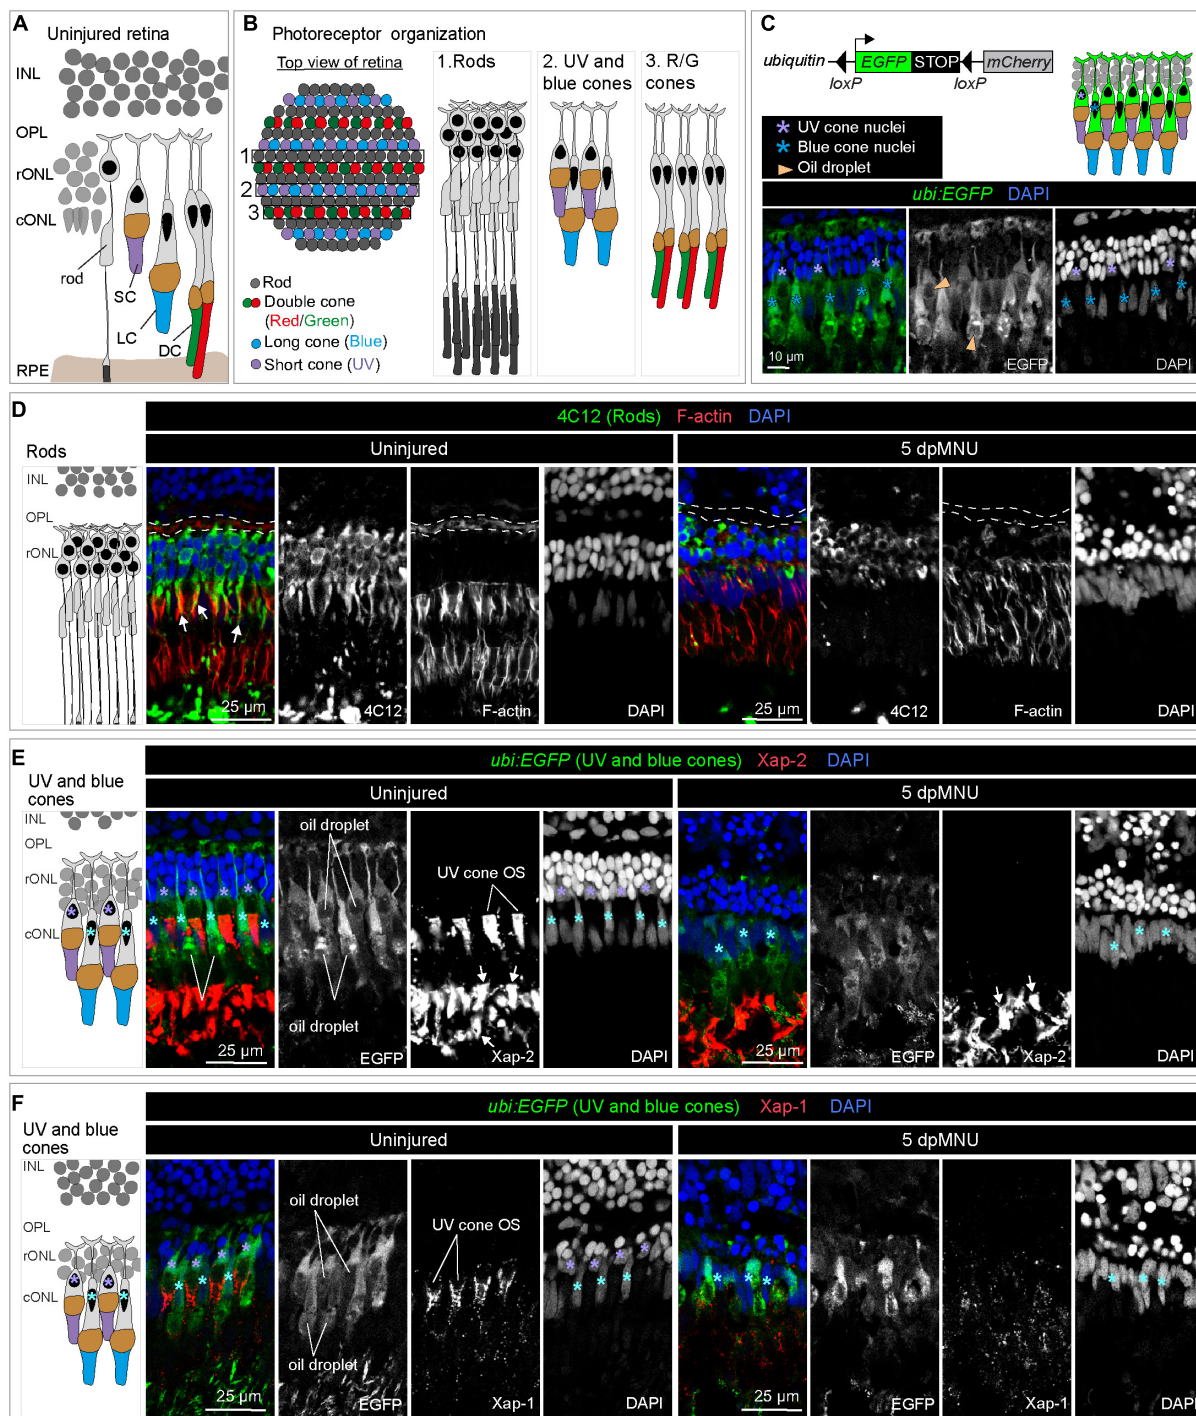 A
Uninjured retina
INL
OPL
rONL
cONL
rod
SC
LC
DC
RPE
B
Photoreceptor organization
Top view of retina
1
2
3
Rod
Double cone
(Red/Green)
Long cone (Blue)
Short cone (UV)
1.Rods
2. UV and
blue cones
3. R/G
cones
C
ubiquitin
EGFP
STOP
mCherry
loxP
loxP
* UV cone nuclei
* Blue cone nuclei
Oil droplet
ubi:EGFP DAPI
10 µm
EGFP
DAPI
D
4C12 (Rods) F-actin DAPI
Uninjured
5 dpMNU
Rods
INL
OPL
rONL
25 µm
4C12
F-actin
DAPI
25 µm
4C12
F-actin
DAPI
E
ubi:EGFP (UV and blue cones) Xap-2 DAPI
Uninjured
5 dpMNU
UV and blue
cones
INL
OPL
rONL
cONL
oil droplet
UV cone OS
oil droplet
25 µm
EGFP
Xap-2
DAPI
25 µm
EGFP
Xap-2
DAPI
F
ubi:EGFP (UV and blue cones) Xap-1 DAPI
Uninjured
5 dpMNU
UV and blue
cones
INL
OPL
rONL
cONL
oil droplet
UV cone OS
oil droplet
25 µm
EGFP
Xap-1
DAPI
25 µm
EGFP
Xap-1
DAPI